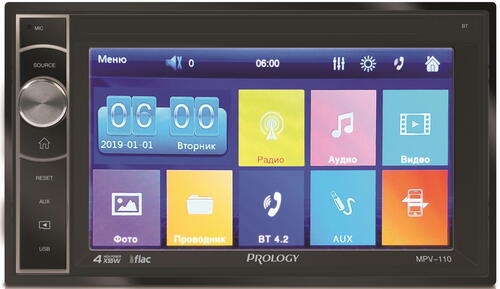 MIC
BT
SOURCE
Меню
0
06:00
06 00
2019-01-01 Вторник
Радио
Аудио
Видео
RESET
AUX
USB
Фото
Проводник
BT 4.2
AUX
4 X55W
flac
PROLOGY
MPV-110